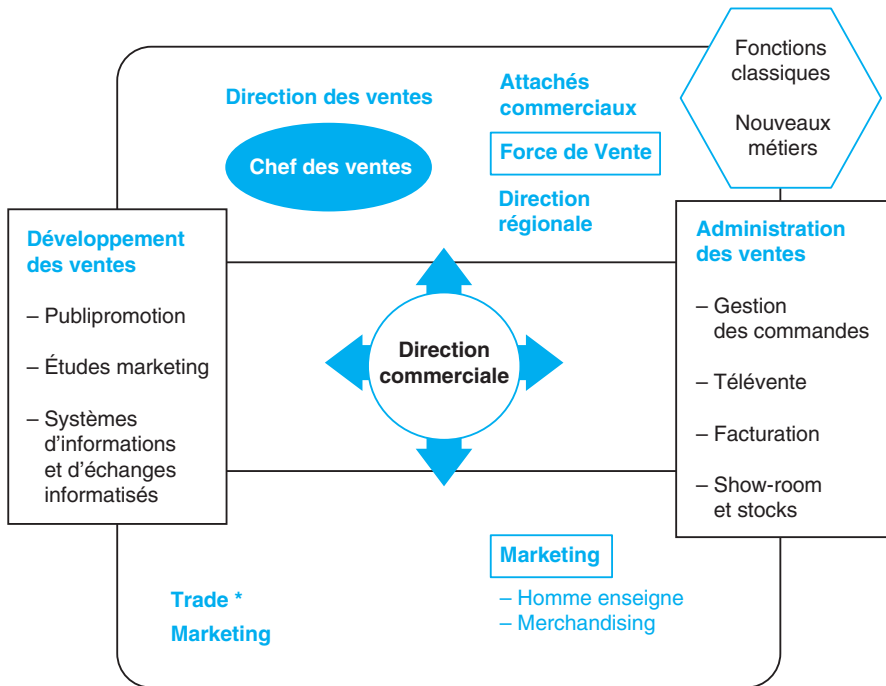 Fonctions
classiques
Nouveaux
métiers
Direction des ventes
Chef des ventes
Attachés
commerciaux
Force de Vente
Direction
régionale
Développement
des ventes
– Publipromotion
– Études marketing
– Systèmes
d'informations
et d'échanges
informatisés
Direction
commerciale
Administration
des ventes
– Gestion
des commandes
– Télévente
– Facturation
– Show-room
et stocks
Trade *
Marketing
Marketing
– Homme enseigne
– Merchandising